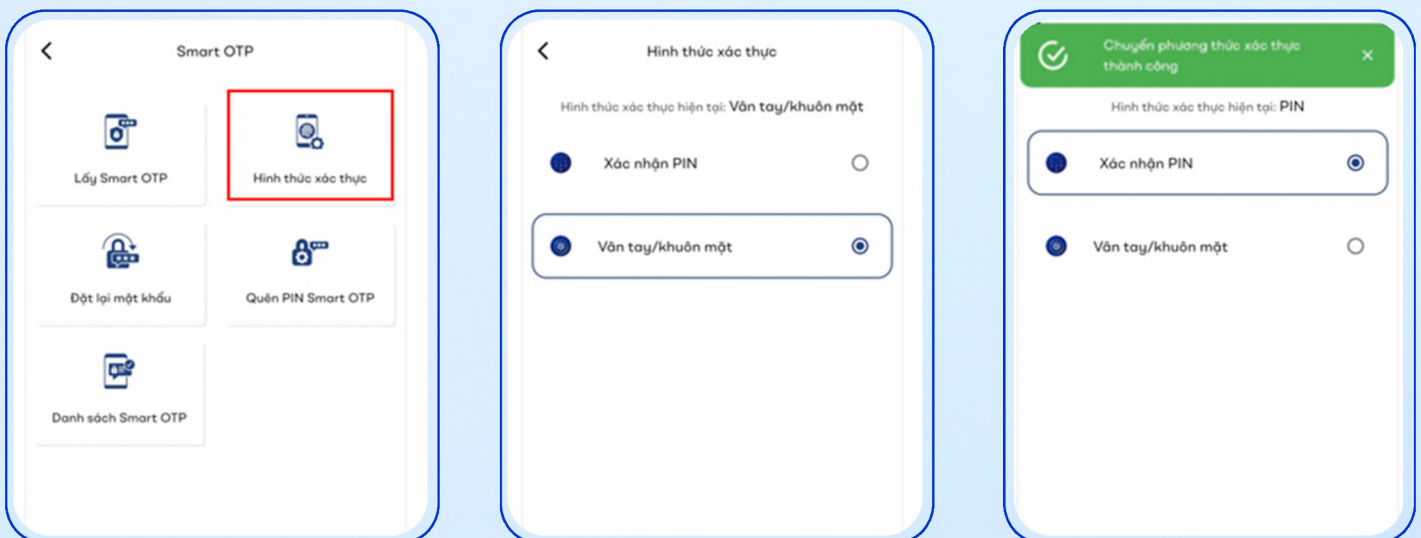 Smart OTP
Lấy Smart OTP
Hình thức xác thực
Đặt lại mật khẩu
Quên PIN Smart OTP
Danh sách Smart OTP
Hình thức xác thực
Hình thức xác thực hiện tại: Vân tay/khuôn mặt
Xác nhận PIN
Vân tay/khuôn mặt
Chuyển phương thức xác thực
thành công
Hình thức xác thực hiện tại: PIN
Xác nhận PIN
Vân tay/khuôn mặt